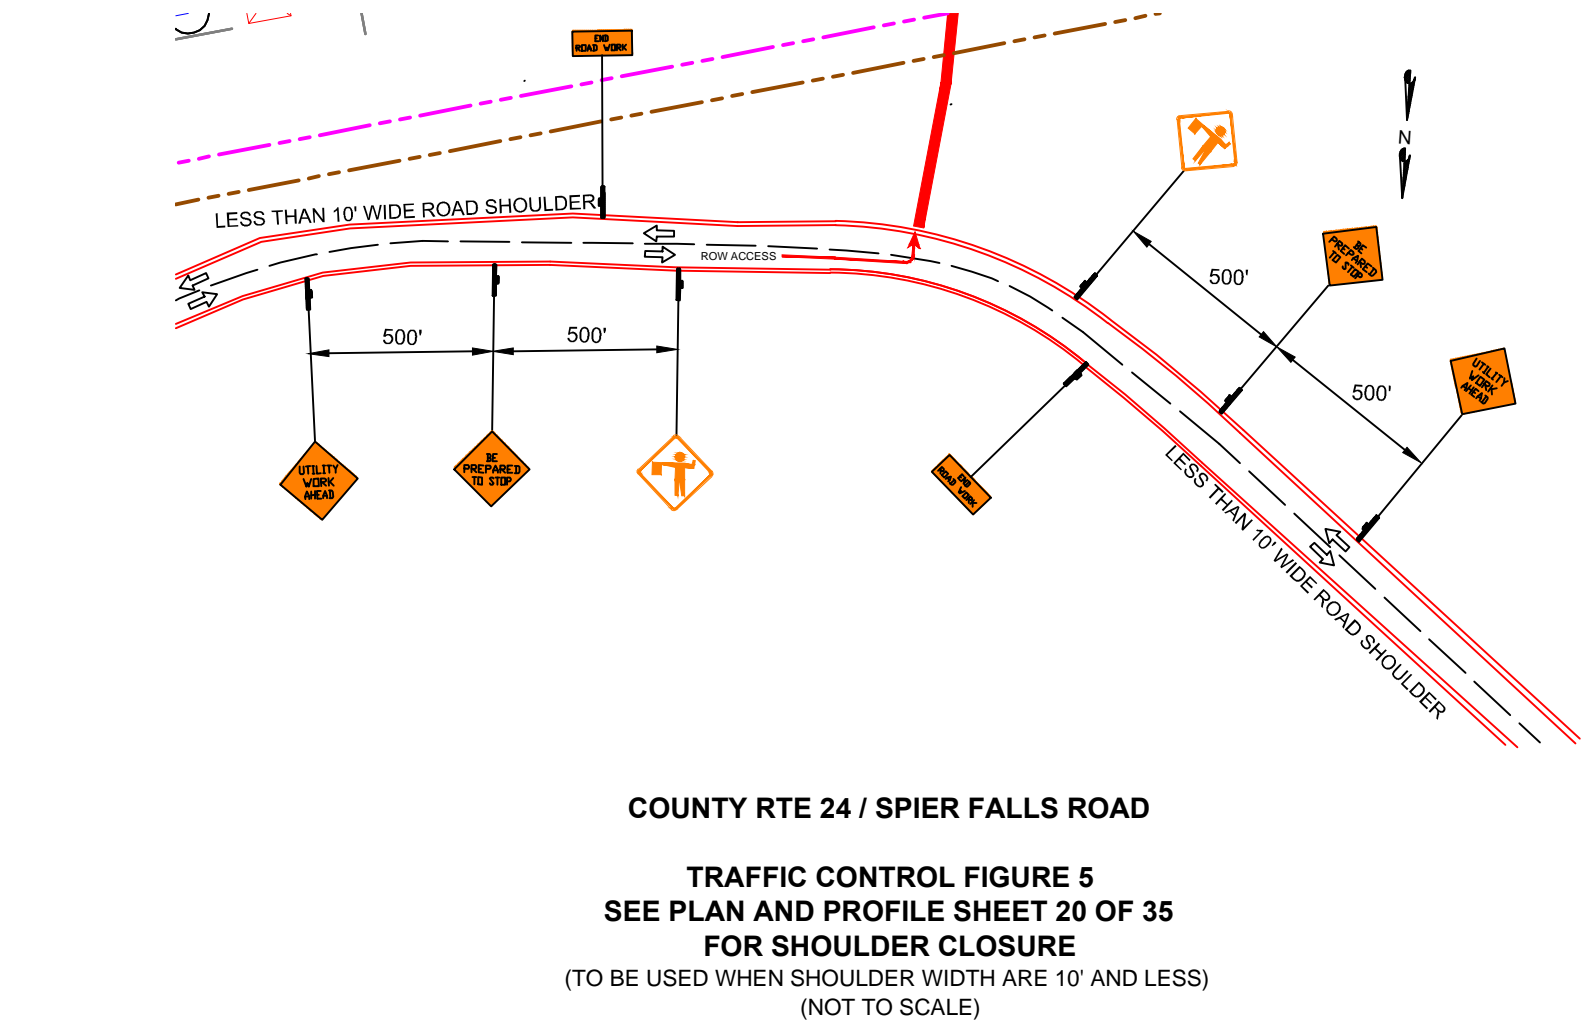 END
ROAD WORK
N
LESS THAN 10' WIDE ROAD SHOULDER
ROW ACCESS
BE
PREPARED
TO STOP
500'
500'
500'
500'
UTILITY
WORK
AHEAD
UTILITY
WORK
AHEAD
BE
PREPARED
TO STOP
END
ROAD WORK
LESS THAN 10' WIDE ROAD SHOULDER
COUNTY RTE 24 / SPIER FALLS ROAD
TRAFFIC CONTROL FIGURE 5
SEE PLAN AND PROFILE SHEET 20 OF 35
FOR SHOULDER CLOSURE
(TO BE USED WHEN SHOULDER WIDTH ARE 10' AND LESS)
(NOT TO SCALE)